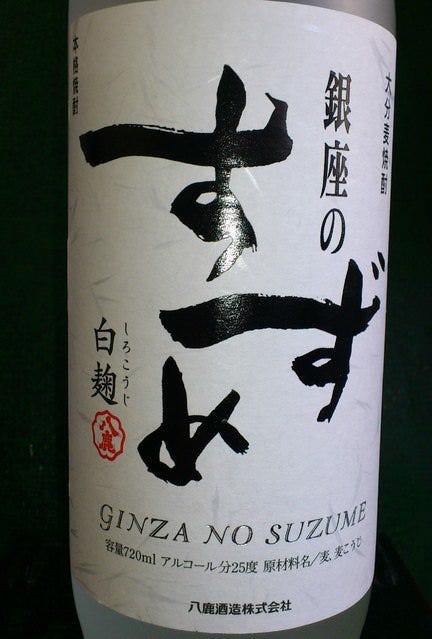 大分麦焼酎
銀座の
すずめ
本格焼酎
しろこうじ
白麹
八鹿
GINZA NO SUZUME
容量720ml アルコール分25度 原材料名/麦、麦こうじ
八鹿酒造株式会社